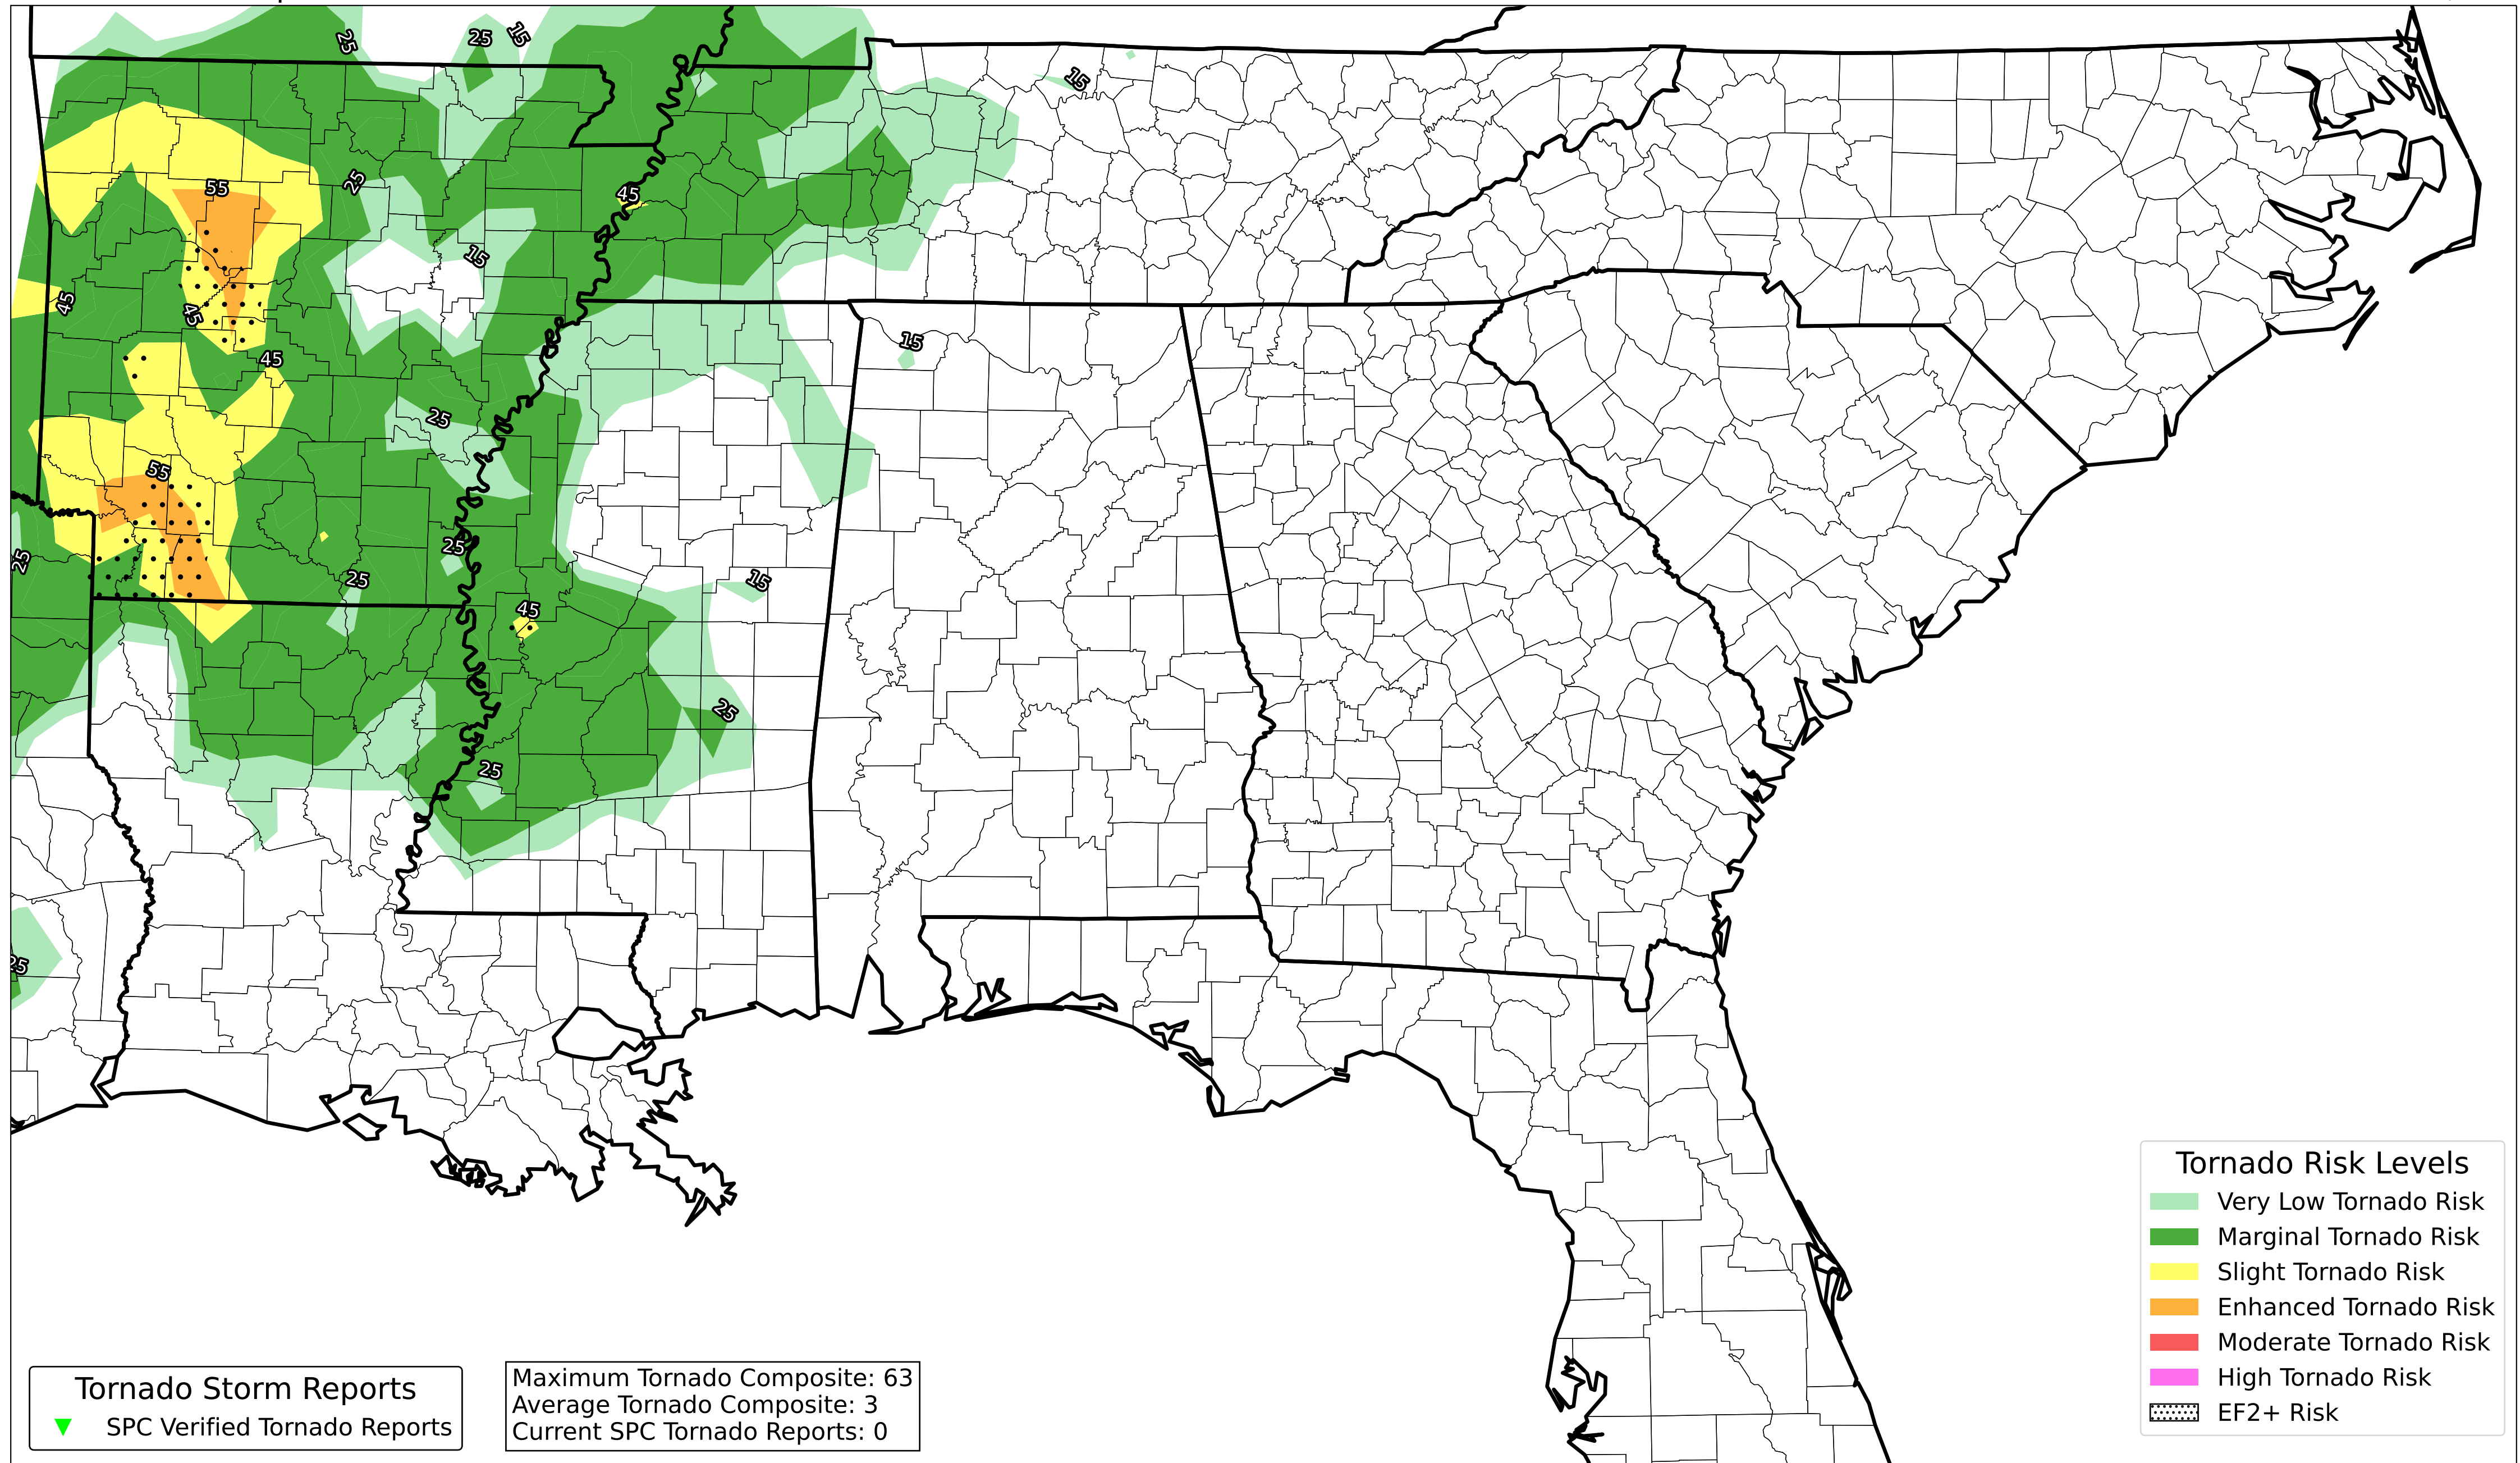 25
25
15
15
55
25
45
15
45
45
15
45
25
55
25
25
25
15
45
25
25
25
Tornado Risk Levels
Very Low Tornado Risk
Marginal Tornado Risk
Slight Tornado Risk
Enhanced Tornado Risk
Moderate Tornado Risk
High Tornado Risk
EF2+ Risk
Tornado Storm Reports
SPC Verified Tornado Reports
Maximum Tornado Composite: 63
Average Tornado Composite: 3
Current SPC Tornado Reports: 0